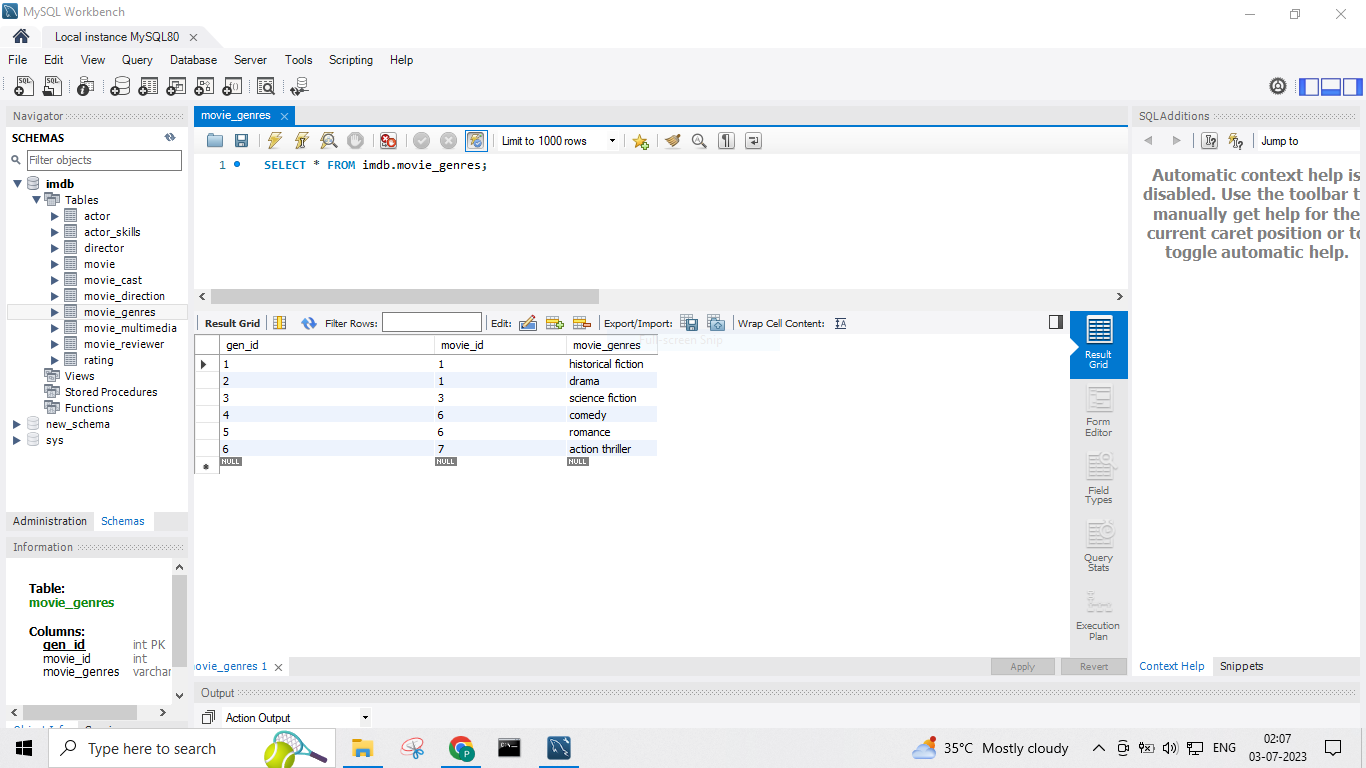 MySQL Workbench
Local instance MySQL80
File Edit View Query Database Server Tools Scripting Help
Navigator
SCHEMAS
Filter objects
imdb
Tables
actor
actor_skills
director
movie
movie_cast
movie_direction
movie_genres
movie_multimedia
movie_reviewer
rating
Views
Stored Procedures
Functions
new_schema
sys
Administration Schemas
Information
Table:
movie_genres
Columns:
gen_id int PK
movie_id int
movie_genres varchar
movie_genres
Limit to 1000 rows
1 SELECT * FROM imdb.movie_genres;
Result Grid Filter Rows: Edit: Export/Import: Wrap Cell Content:
Full-screen Snip
gen_id movie_id movie_genres
1 1 historical fiction
2 1 drama
3 3 science fiction
4 6 comedy
5 6 romance
6 7 action thriller
NULL NULL NULL
Result
Grid
Form
Editor
Field
Types
Query
Stats
Execution
Plan
ovie_genres 1
Apply Revert
Output
Action Output
SQLAdditions
Jump to
Automatic context help is
disabled. Use the toolbar t
manually get help for the
current caret position or to
toggle automatic help.
Context Help Snippets
Type here to search
35°C Mostly cloudy
ENG
02:07
03-07-2023